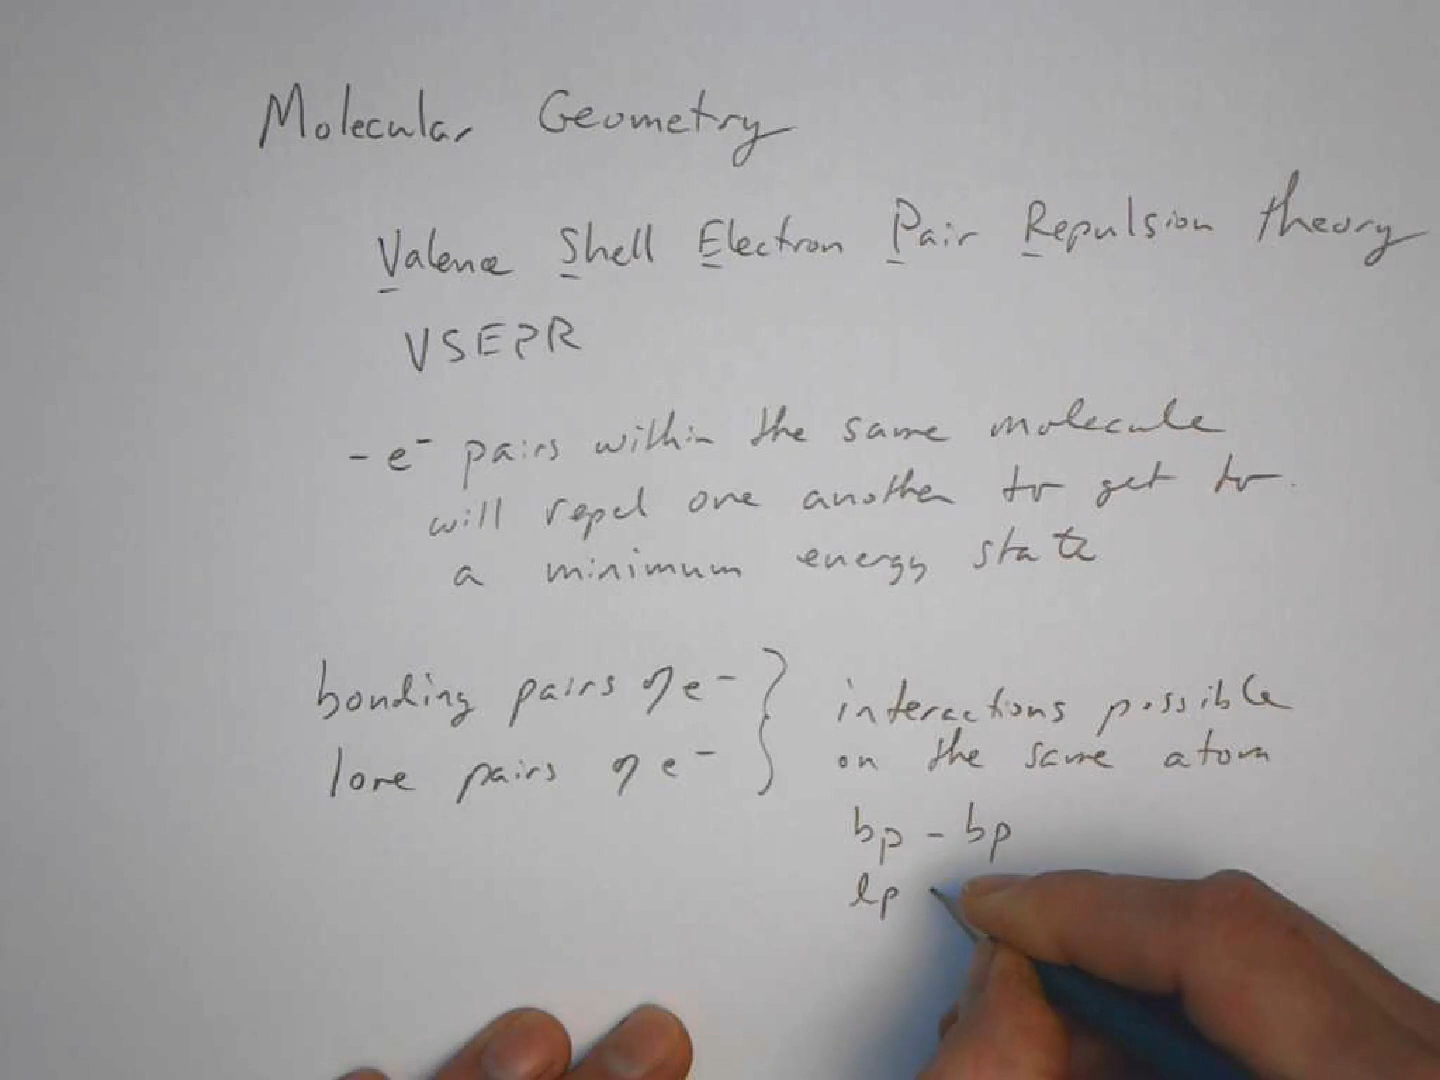 Molecular Geometry
Valence Shell Electron Pair Repulsion theory
VSEPR
- e⁻ pairs within the same molecule
will repel one another to get to
a minimum energy state
bonding pairs of e⁻ } interactions possible
lone pairs of e⁻ on the same atom
bp - bp
lp